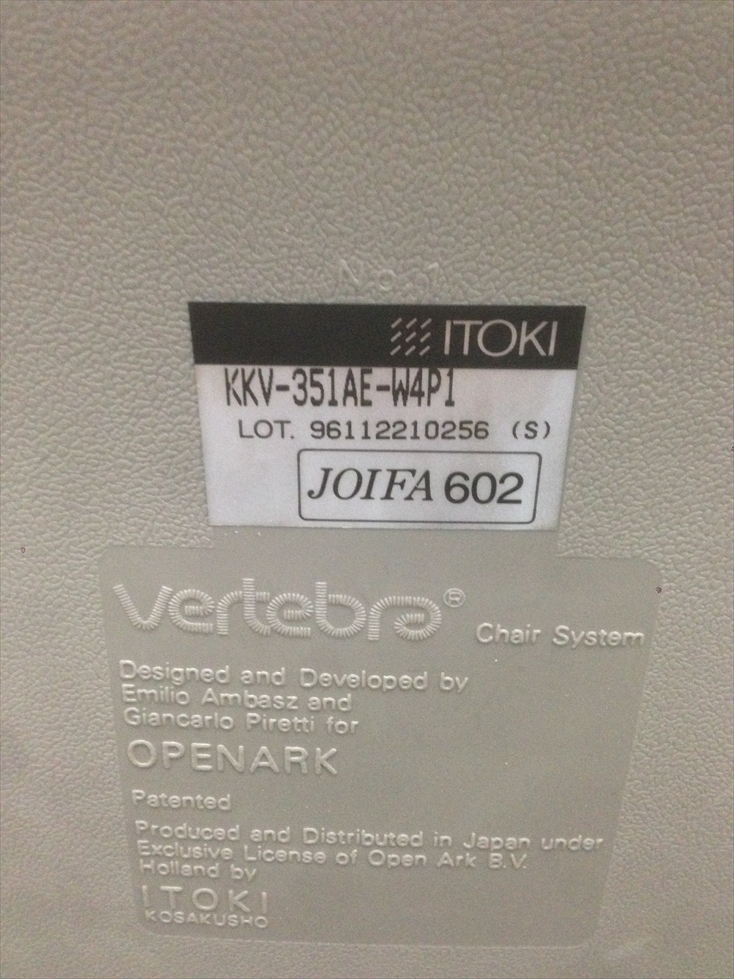 No.1
ITOKI
KKV-351AE-W4P1
LOT. 96112210256 (S)
JOIFA 602
Vertebra® Chair System
Designed and Developed by
Emilio Ambasz and
Giancarlo Piretti for
OPENARK
Patented
Produced and Distributed in Japan under
Exclusive License of Open Ark B.V.
Holland by
ITOKI
KOSAKUSHO